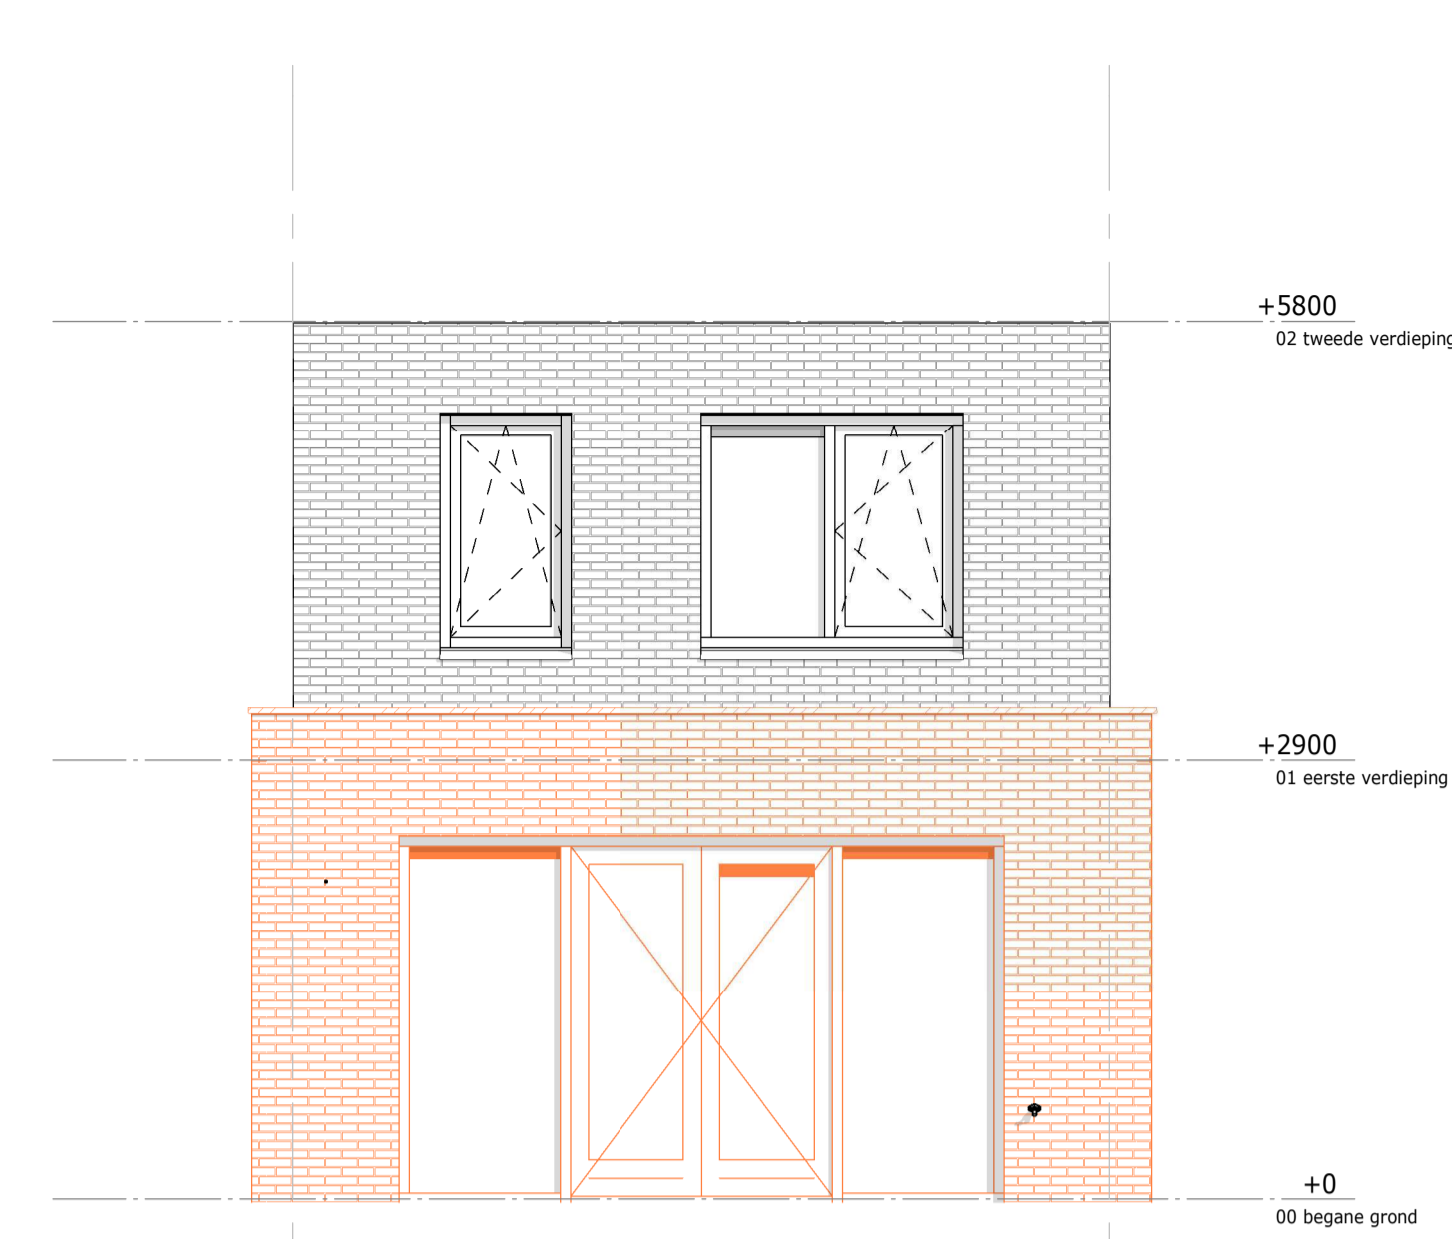 +5800
02 tweede verdieping
+2900
01 eerste verdieping
+0
00 begane grond